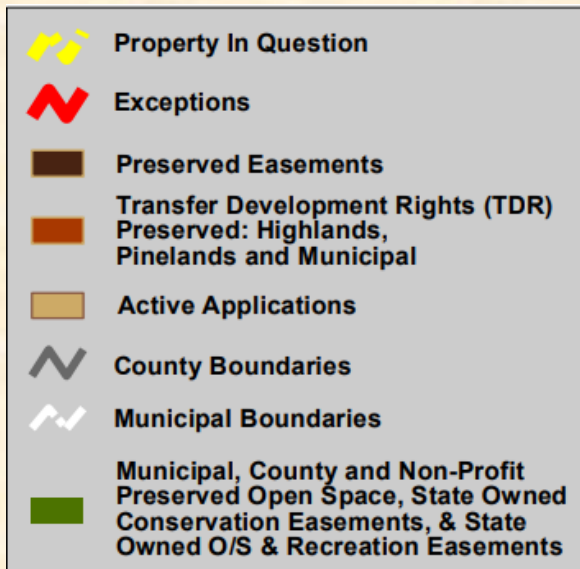 Property In Question
Exceptions
Preserved Easements
Transfer Development Rights (TDR)
Preserved: Highlands,
Pinelands and Municipal
Active Applications
County Boundaries
Municipal Boundaries
Municipal, County and Non-Profit
Preserved Open Space, State Owned
Conservation Easements, & State
Owned O/S & Recreation Easements